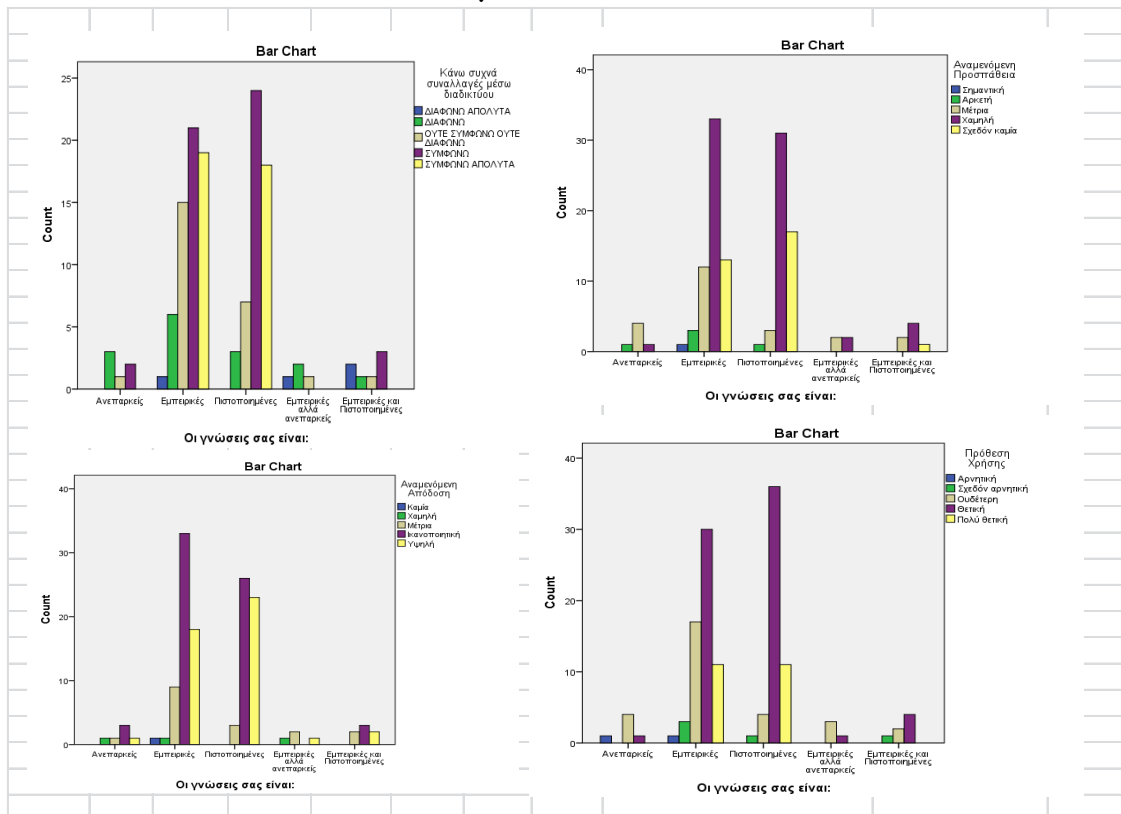 Bar Chart
Κάνω συχνά
συναλλαγές μέσω
διαδικτύου
ΔΙΑΦΩΝΩ ΑΠΟΛΥΤΑ
ΔΙΑΦΩΝΩ
ΟΥΤΕ ΣΥΜΦΩΝΩ ΟΥΤΕ
ΔΙΑΦΩΝΩ
ΣΥΜΦΩΝΩ
ΣΥΜΦΩΝΩ ΑΠΟΛΥΤΑ
Count
25
20
15
10
5
0
Ανεπαρκείς
Εμπειρικές
Πιστοποιημένες
Εμπειρικές
αλλά
ανεπαρκείς
Εμπειρικές και
Πιστοποιημένες
Οι γνώσεις σας είναι:
Bar Chart
Αναμενόμενη
Προσπάθεια
Σημαντική
Αρκετή
Μέτρια
Χαμηλή
Σχεδόν καμία
Count
40
30
20
10
0
Ανεπαρκείς
Εμπειρικές
Πιστοποιημένες
Εμπειρικές
αλλά
ανεπαρκείς
Εμπειρικές και
Πιστοποιημένες
Οι γνώσεις σας είναι:
Bar Chart
Αναμενόμενη
Απόδοση
Καμία
Χαμηλή
Μέτρια
Ικανοποιητική
Υψηλή
Count
40
30
20
10
0
Ανεπαρκείς
Εμπειρικές
Πιστοποιημένες
Εμπειρικές
αλλά
ανεπαρκείς
Εμπειρικές και
Πιστοποιημένες
Οι γνώσεις σας είναι:
Bar Chart
Πρόθεση
Χρήσης
Αρνητική
Σχεδόν αρνητική
Ουδέτερη
Θετική
Πολύ θετική
Count
40
30
20
10
0
Ανεπαρκείς
Εμπειρικές
Πιστοποιημένες
Εμπειρικές
αλλά
ανεπαρκείς
Εμπειρικές και
Πιστοποιημένες
Οι γνώσεις σας είναι: